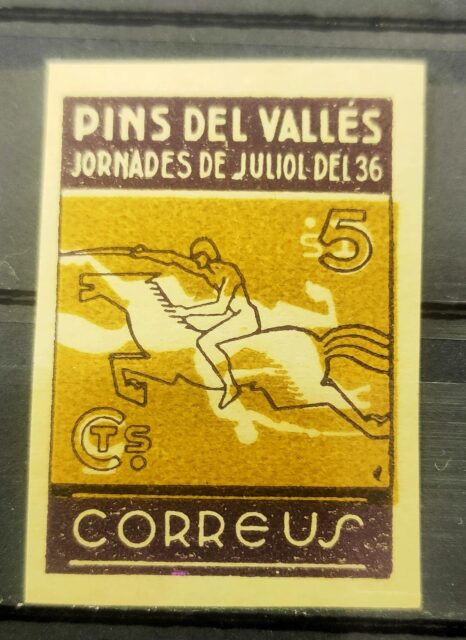 PINS DEL VALLÉS
JORNADES DE JULIOL DEL 36
5
CTS.
CORREUS